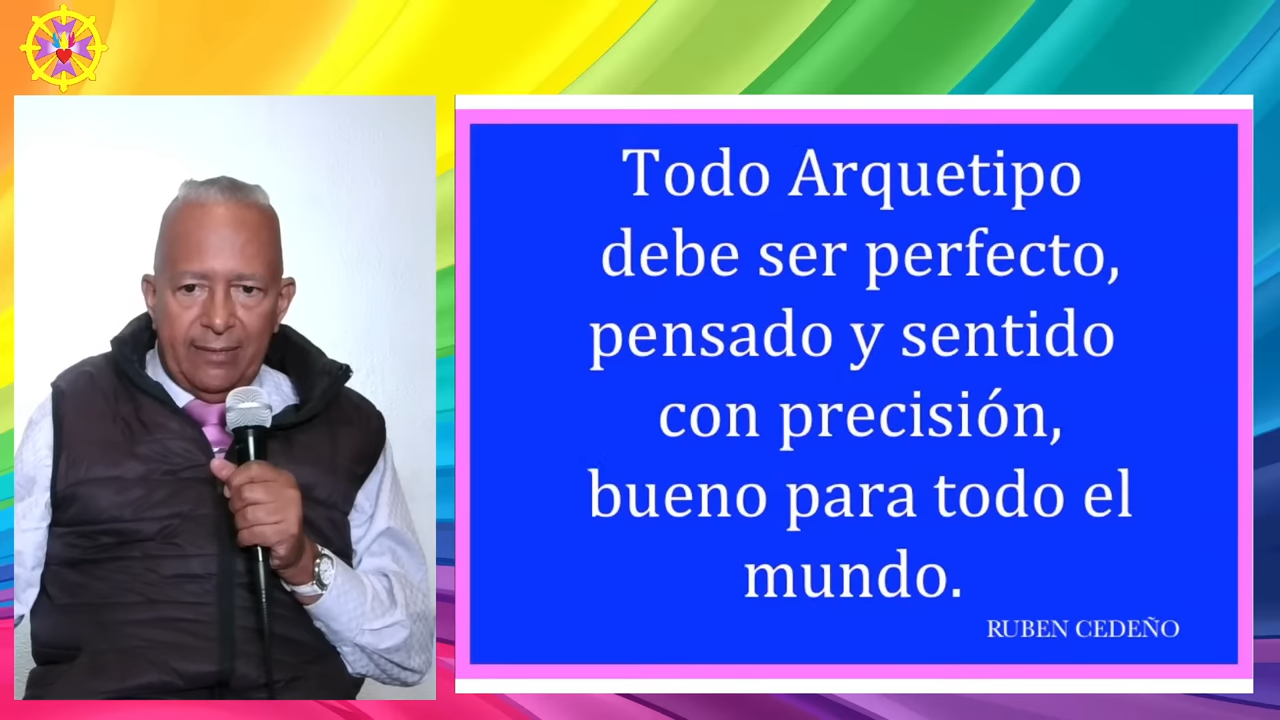 Todo Arquetipo
debe ser perfecto,
pensado y sentido
con precisión,
bueno para todo el
mundo.
RUBEN CEDEÑO